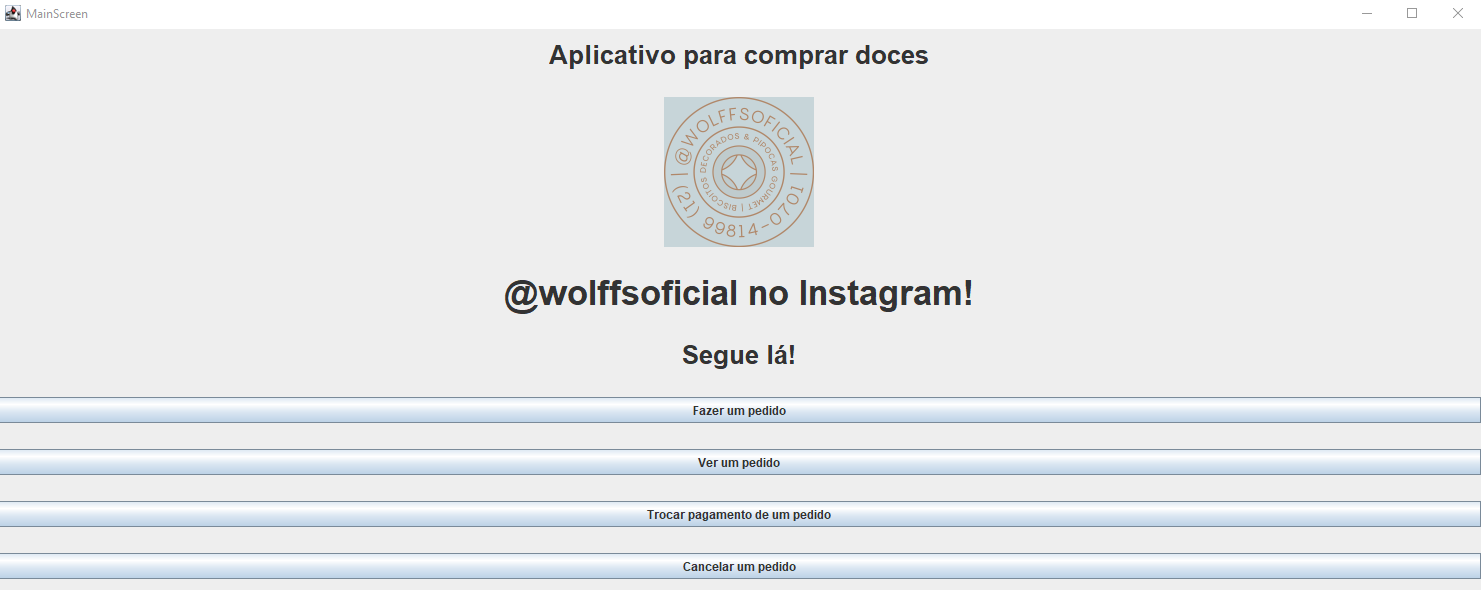 MainScreen
Aplicativo para comprar doces
| @WOLFFSOFICIAL |
BISCOITOS DECORADOS & PIPOCAS GOURMET |
(21) 99814-0701
@wolffsoficial no Instagram!
Segue lá!
Fazer um pedido
Ver um pedido
Trocar pagamento de um pedido
Cancelar um pedido